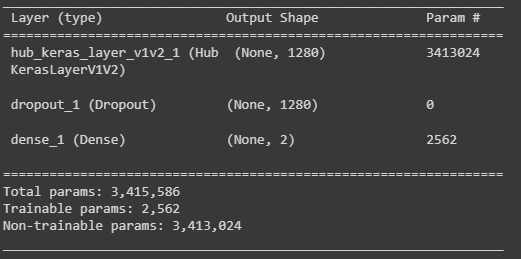 Layer (type) Output Shape Param #
=================================================================
hub_keras_layer_v1v2_1 (Hub (None, 1280) 3413024
KerasLayerV1V2)
dropout_1 (Dropout) (None, 1280) 0
dense_1 (Dense) (None, 2) 2562
=================================================================
Total params: 3,415,586
Trainable params: 2,562
Non-trainable params: 3,413,024